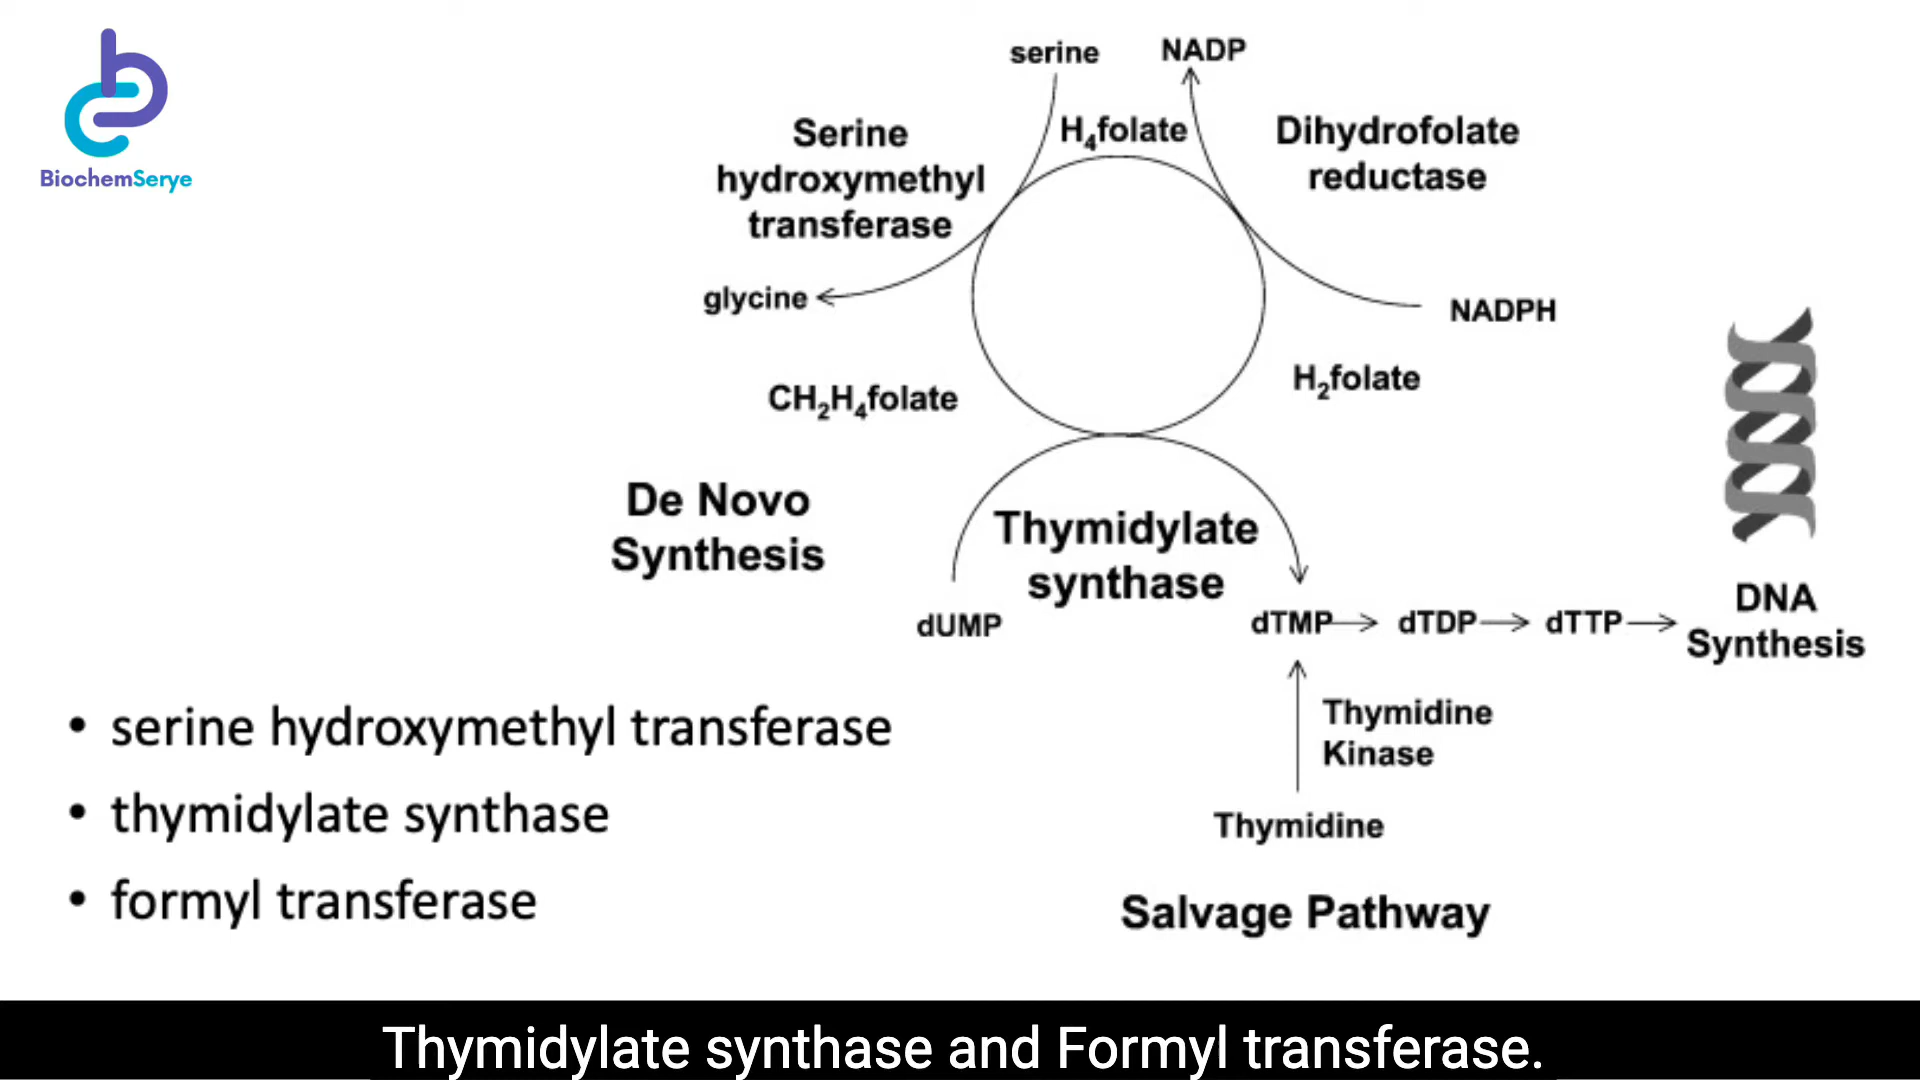 BiochemSerye
serine
NADP
H₄folate
Serine
hydroxymethyl
transferase
Dihydrofolate
reductase
glycine
NADPH
CH₂H₄folate
H₂folate
De Novo
Synthesis
Thymidylate
synthase
dUMP
dTMP
dTDP
dTTP
DNA
Synthesis
Thymidine
Kinase
Thymidine
Salvage Pathway
• serine hydroxymethyl transferase
• thymidylate synthase
• formyl transferase
Thymidylate synthase and Formyl transferase.